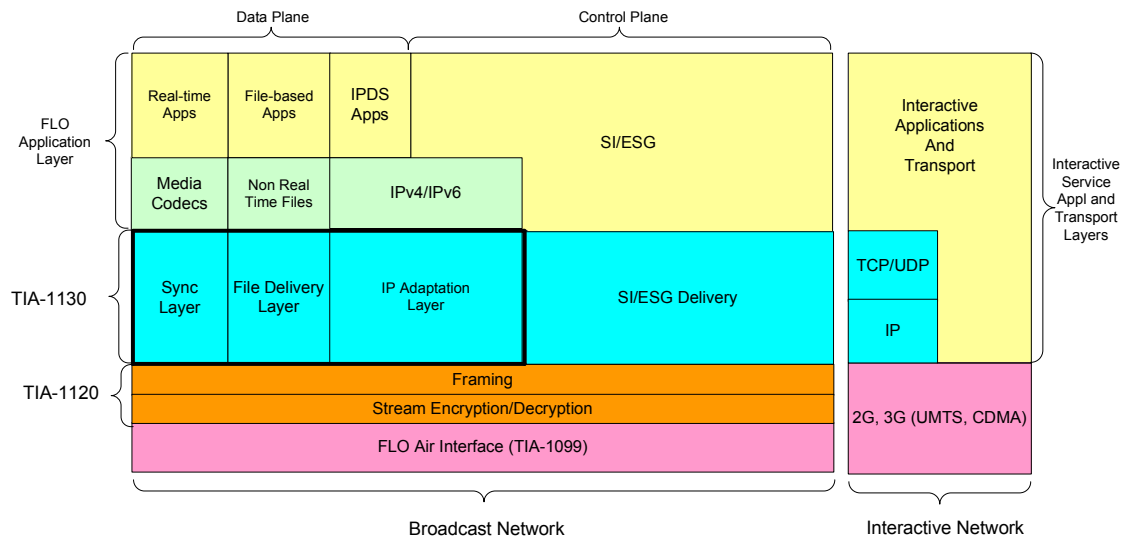 Data Plane
Control Plane
FLO
Application
Layer
Real-time
Apps
File-based
Apps
IPDS
Apps
SI/ESG
Media
Codecs
Non Real
Time Files
IPv4/IPv6
TIA-1130
Sync
Layer
File Delivery
Layer
IP Adaptation
Layer
SI/ESG Delivery
TIA-1120
Framing
Stream Encryption/Decryption
FLO Air Interface (TIA-1099)
Broadcast Network
Interactive
Applications
And
Transport
TCP/UDP
IP
2G, 3G (UMTS, CDMA)
Interactive
Service
Appl and
Transport
Layers
Interactive Network